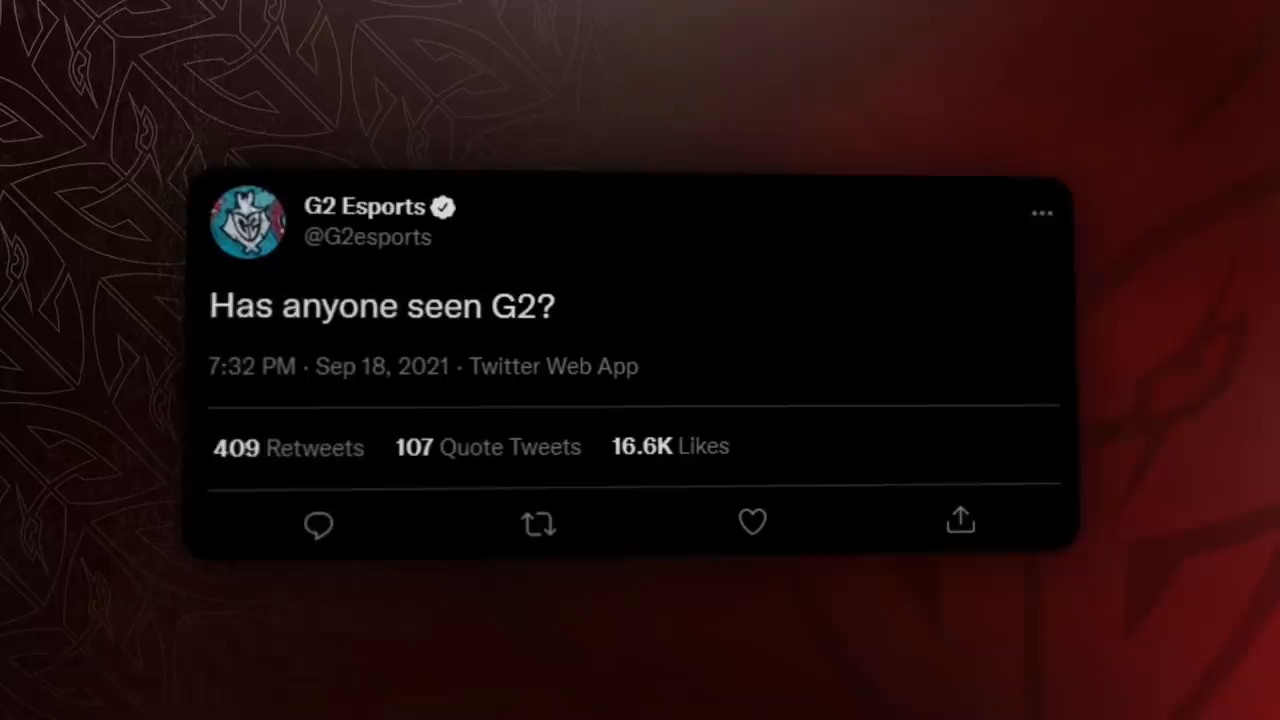 G2 Esports
@G2esports
Has anyone seen G2?
7:32 PM · Sep 18, 2021 · Twitter Web App
409 Retweets 107 Quote Tweets 16.6K Likes